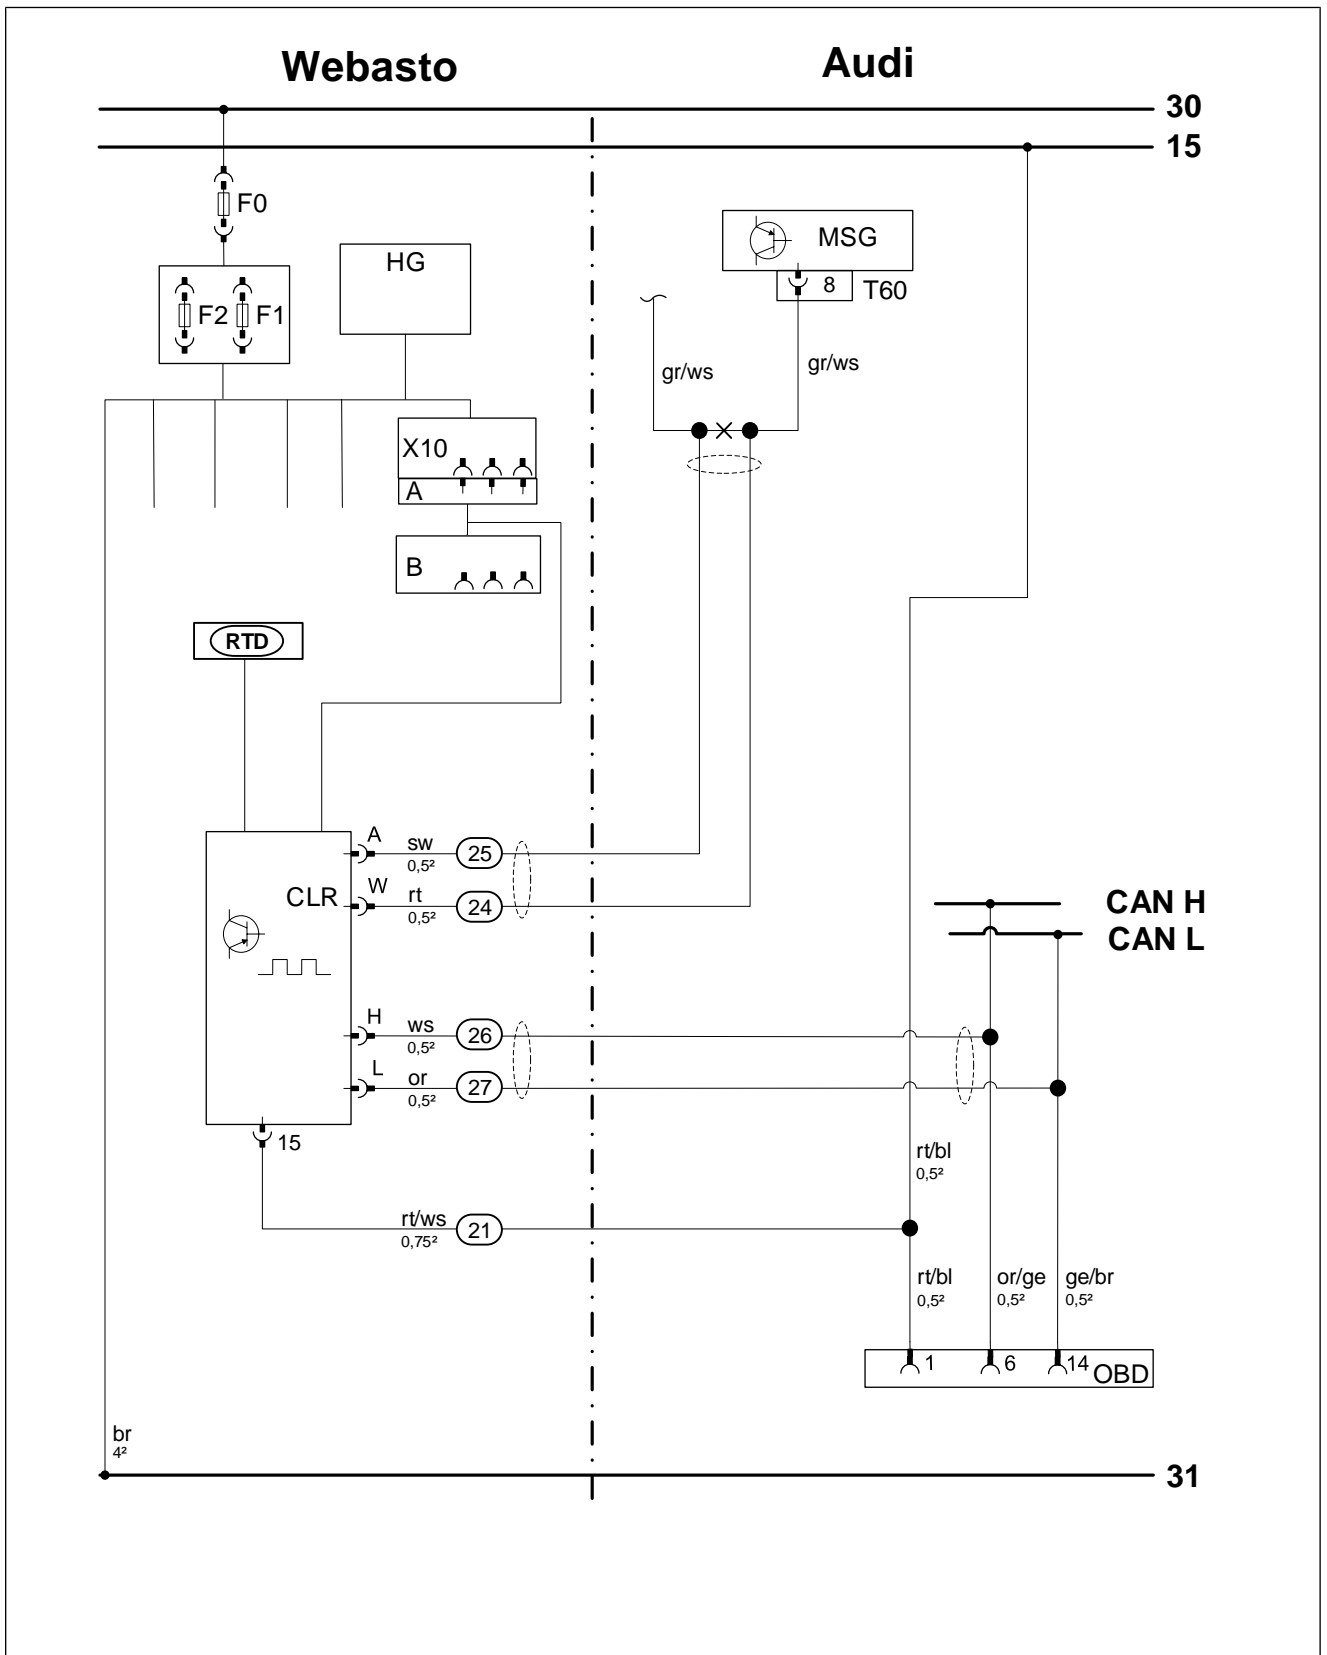 Webasto
Audi
30
15
F0
HG
MSG
8
T60
F2
F1
gr/ws
gr/ws
X10
A
B
RTD
A
sw
0,5²
25
CLR
W
rt
0,5²
24
CAN H
CAN L
H
ws
0,5²
26
L
or
0,5²
27
15
rt/bl
0,5²
rt/ws
0,75²
21
rt/bl
0,5²
or/ge
0,5²
ge/br
0,5²
1
6
14
OBD
br
4²
31